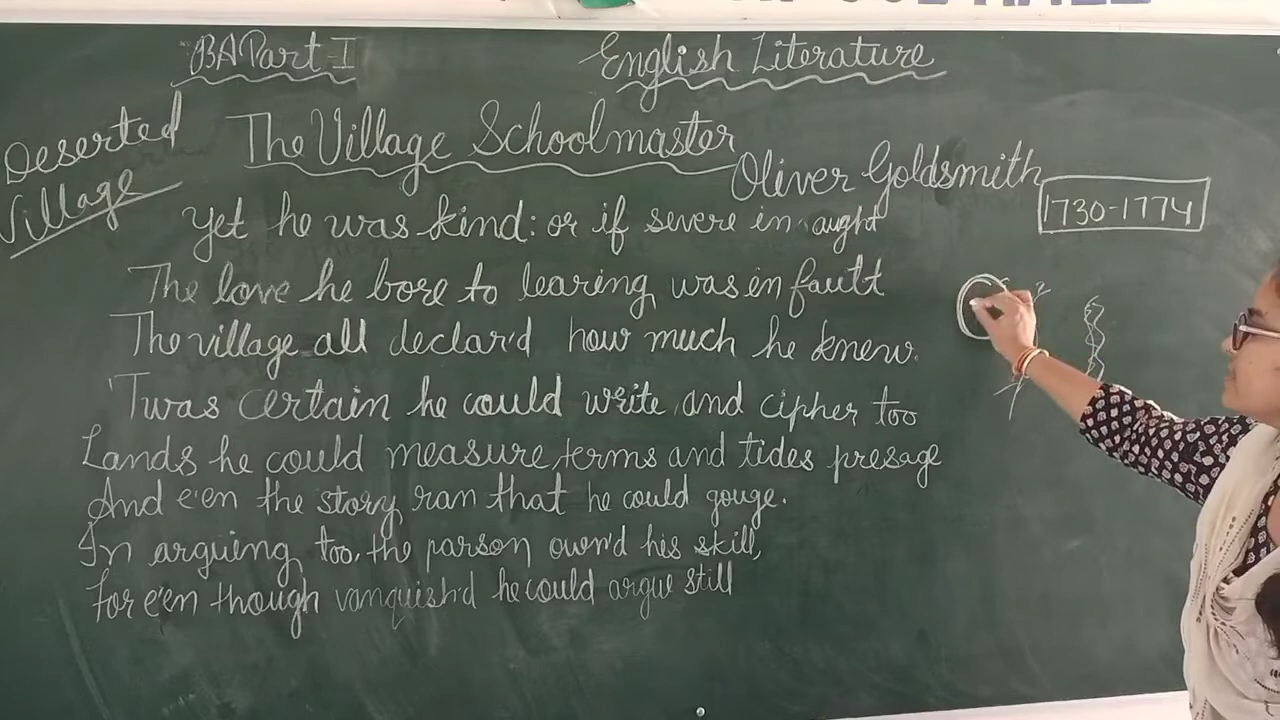 BA Part-I
English Literature
Deserted
Village
The Village Schoolmaster
Oliver Goldsmith
1730-1774
Yet he was kind: or if severe in aught
The love he bore to learing was in fault
The village all declar'd how much he knew.
'Twas certain he could write, and cipher too
Lands he could measure, terms and tides presage
And e'en the story ran that he could gouge.
In arguing too, the parson own'd his skill,
For e'en though vanquish'd he could argue still